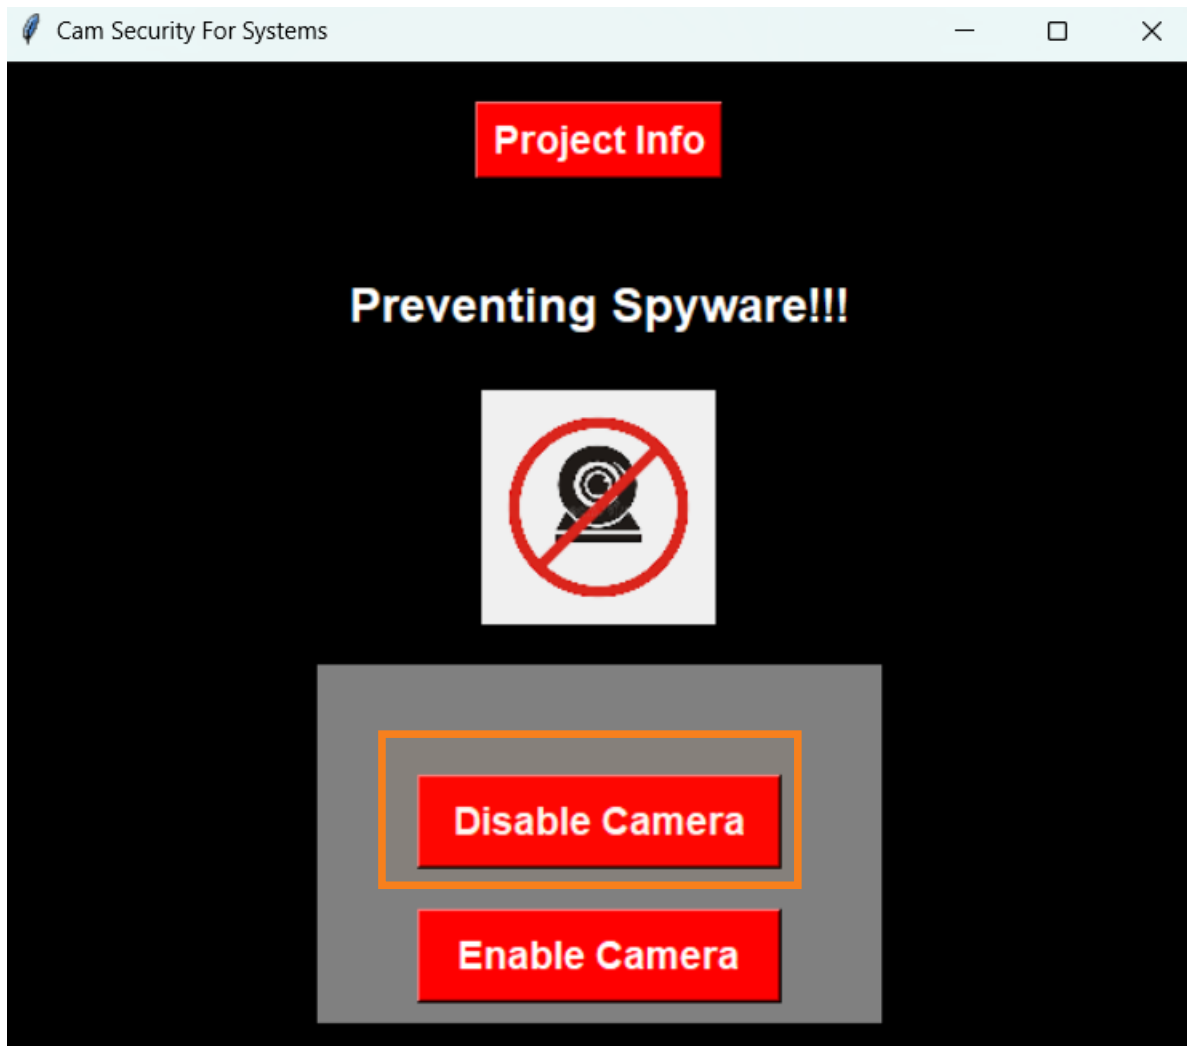 Cam Security For Systems
Project Info
Preventing Spyware!!!
Disable Camera
Enable Camera